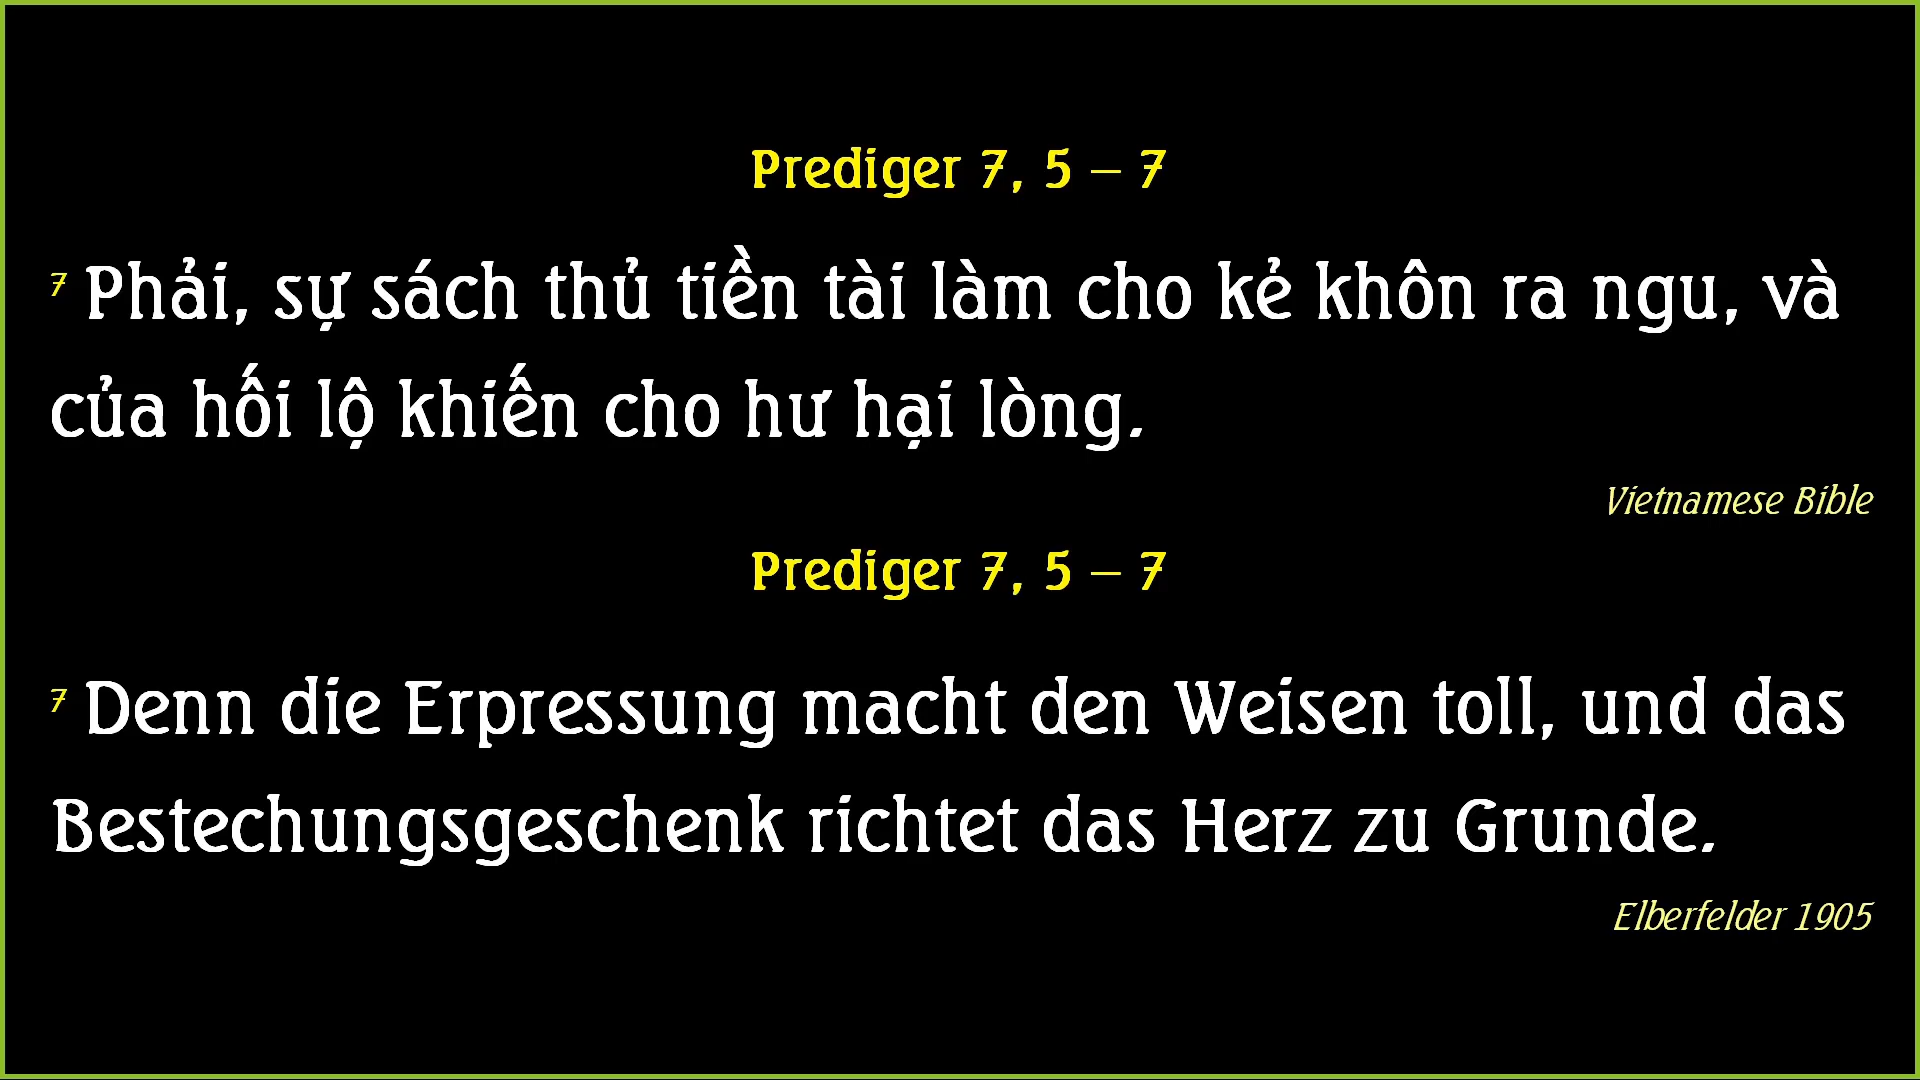 Prediger 7, 5 – 7
7 Phải, sự sách thủ tiền tài làm cho kẻ khôn ra ngu, và
của hối lộ khiến cho hư hại lòng.
Vietnamese Bible
Prediger 7, 5 – 7
7 Denn die Erpressung macht den Weisen toll, und das
Bestechungsgeschenk richtet das Herz zu Grunde.
Elberfelder 1905